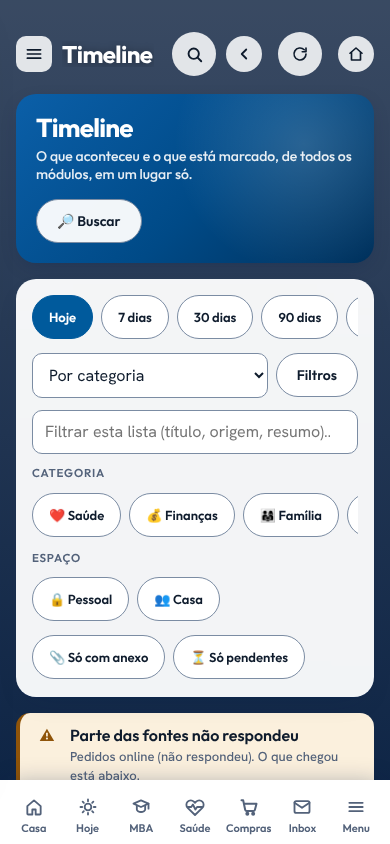 Timeline
Timeline
O que aconteceu e o que está marcado, de todos os
módulos, em um lugar só.
🔎 Buscar
Hoje
7 dias
30 dias
90 dias
Por categoria
Filtros
Filtrar esta lista (título, origem, resumo)..
CATEGORIA
❤️ Saúde
💰 Finanças
👨‍👩‍👧 Família
ESPAÇO
🔒 Pessoal
👥 Casa
📎 Só com anexo
⏳ Só pendentes
Parte das fontes não respondeu
Pedidos online (não respondeu). O que chegou
está abaixo.
Casa
Hoje
MBA
Saúde
Compras
Inbox
Menu